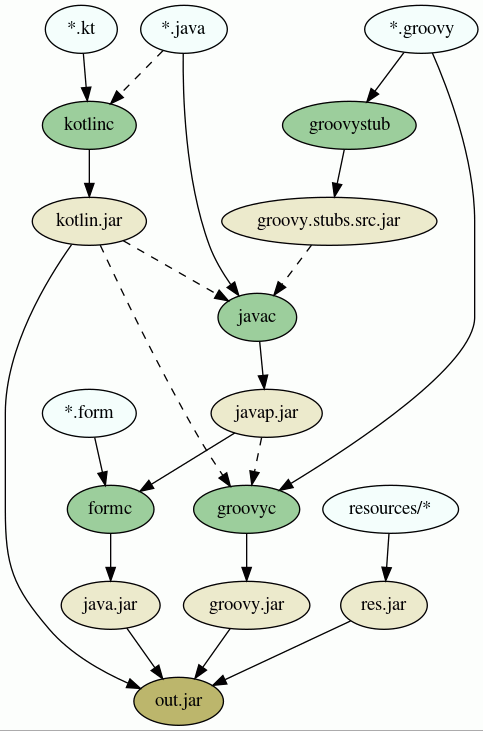 *.kt
*.java
*.groovy
kotlinc
groovystub
kotlin.jar
groovy.stubs.src.jar
javac
*.form
javap.jar
formc
groovyc
resources/*
java.jar
groovy.jar
res.jar
out.jar